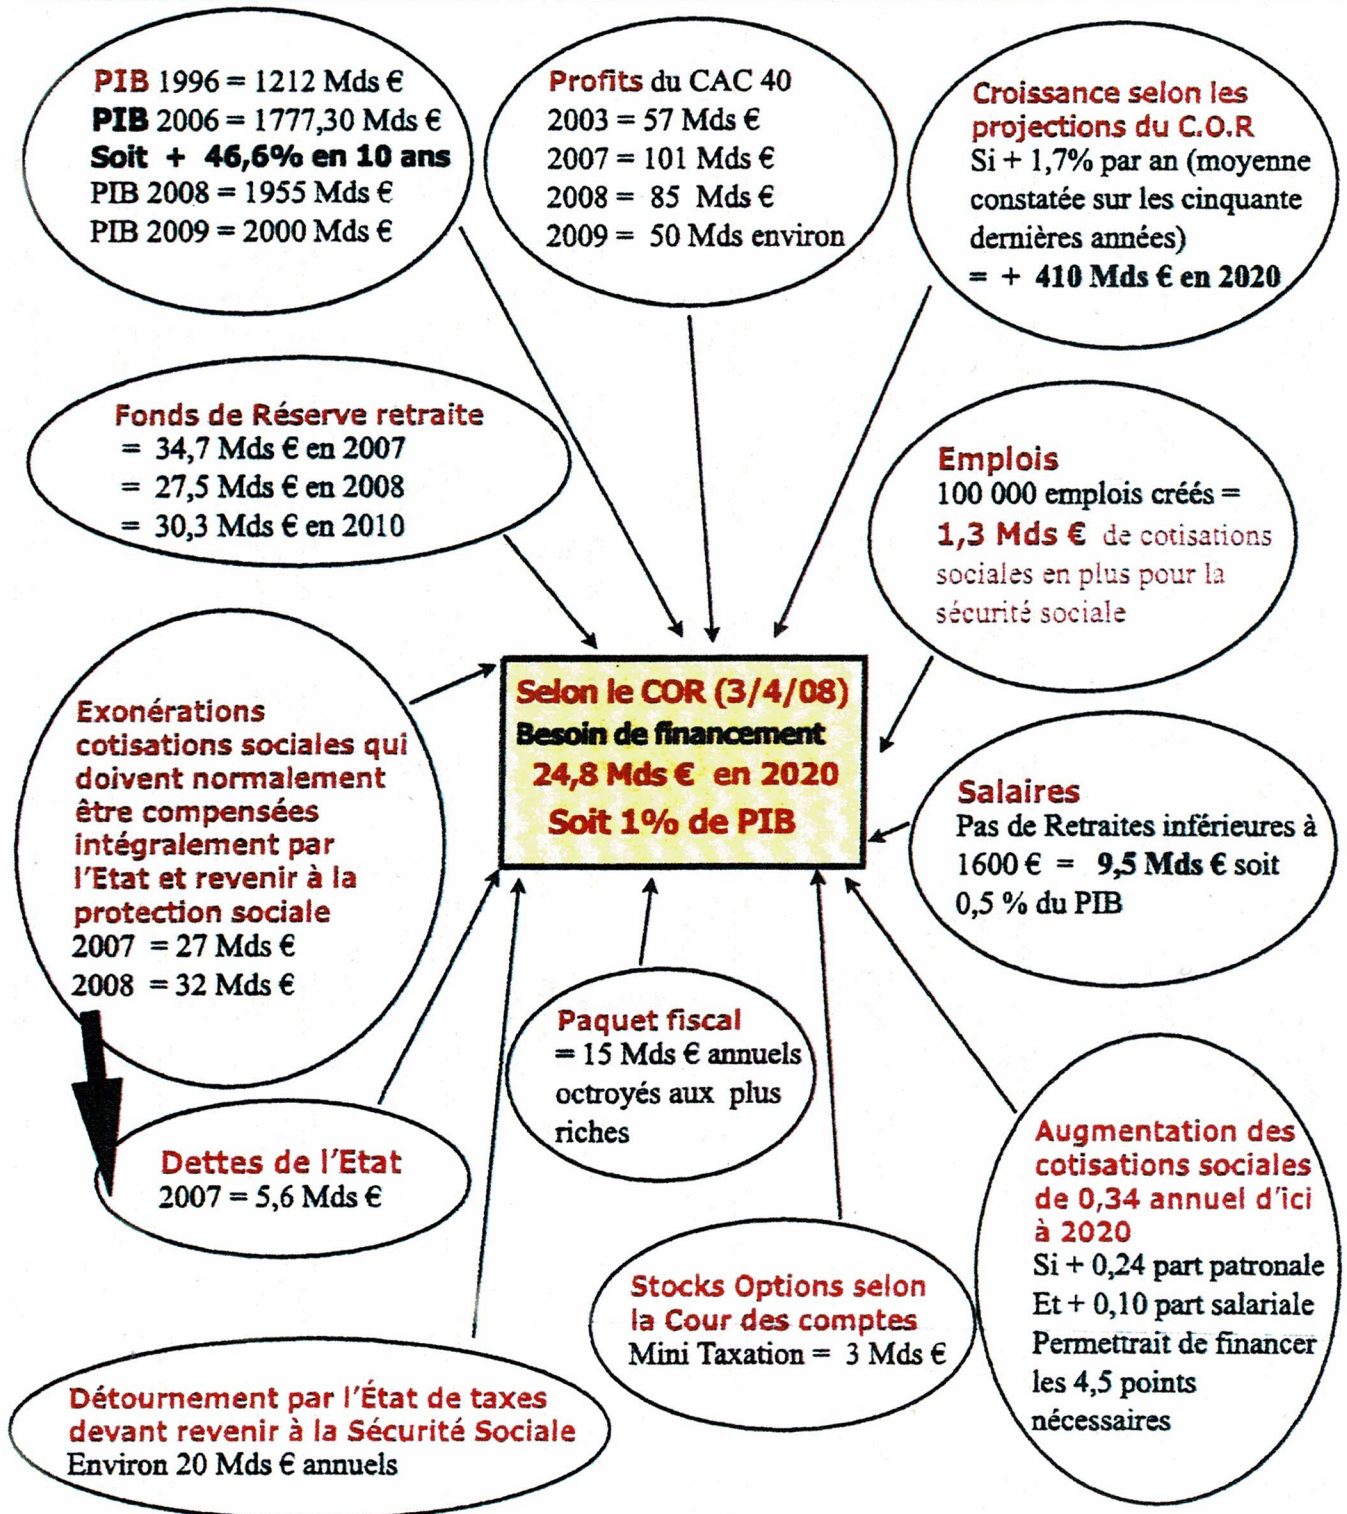 PIB 1996 = 1212 Mds €
PIB 2006 = 1777,30 Mds €
Soit + 46,6% en 10 ans
PIB 2008 = 1955 Mds €
PIB 2009 = 2000 Mds €
Profits du CAC 40
2003 = 57 Mds €
2007 = 101 Mds €
2008 = 85 Mds €
2009 = 50 Mds environ
Croissance selon les
projections du C.O.R
Si + 1,7% par an (moyenne
constatée sur les cinquante
dernières années)
= + 410 Mds € en 2020
Fonds de Réserve retraite
= 34,7 Mds € en 2007
= 27,5 Mds € en 2008
= 30,3 Mds € en 2010
Emplois
100 000 emplois créés =
1,3 Mds € de cotisations
sociales en plus pour la
sécurité sociale
Selon le COR (3/4/08)
Besoin de financement
24,8 Mds € en 2020
Soit 1% de PIB
Exonérations
cotisations sociales qui
doivent normalement
être compensées
intégralement par
l'Etat et revenir à la
protection sociale
2007 = 27 Mds €
2008 = 32 Mds €
Salaires
Pas de Retraites inférieures à
1600 € = 9,5 Mds € soit
0,5 % du PIB
Paquet fiscal
= 15 Mds € annuels
octroyés aux plus
riches
Dettes de l'Etat
2007 = 5,6 Mds €
Augmentation des
cotisations sociales
de 0,34 annuel d'ici
à 2020
Si + 0,24 part patronale
Et + 0,10 part salariale
Permettrait de financer
les 4,5 points
nécessaires
Stocks Options selon
la Cour des comptes
Mini Taxation = 3 Mds €
Détournement par l'État de taxes
devant revenir à la Sécurité Sociale
Environ 20 Mds € annuels